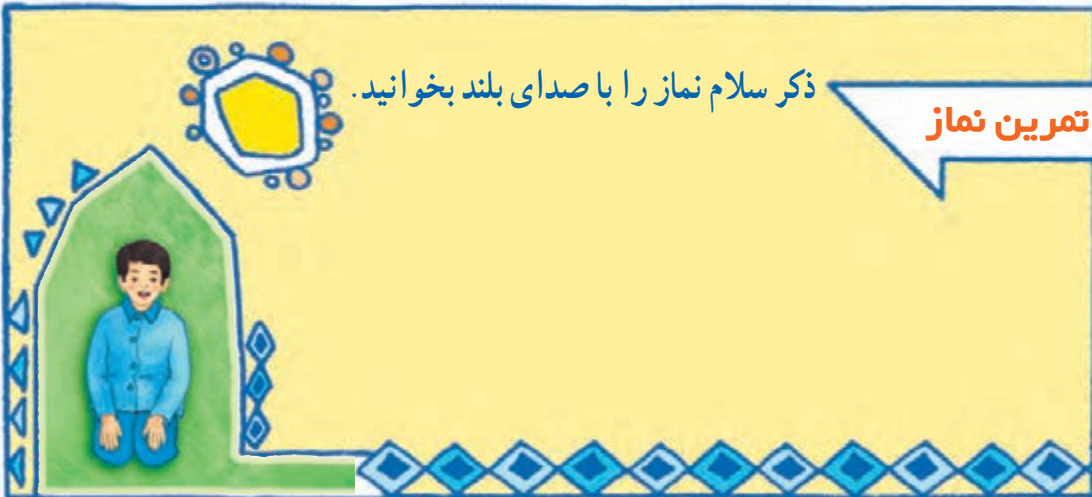 تمرین نماز
ذکر سلام نماز را با صدای بلند بخوانید.